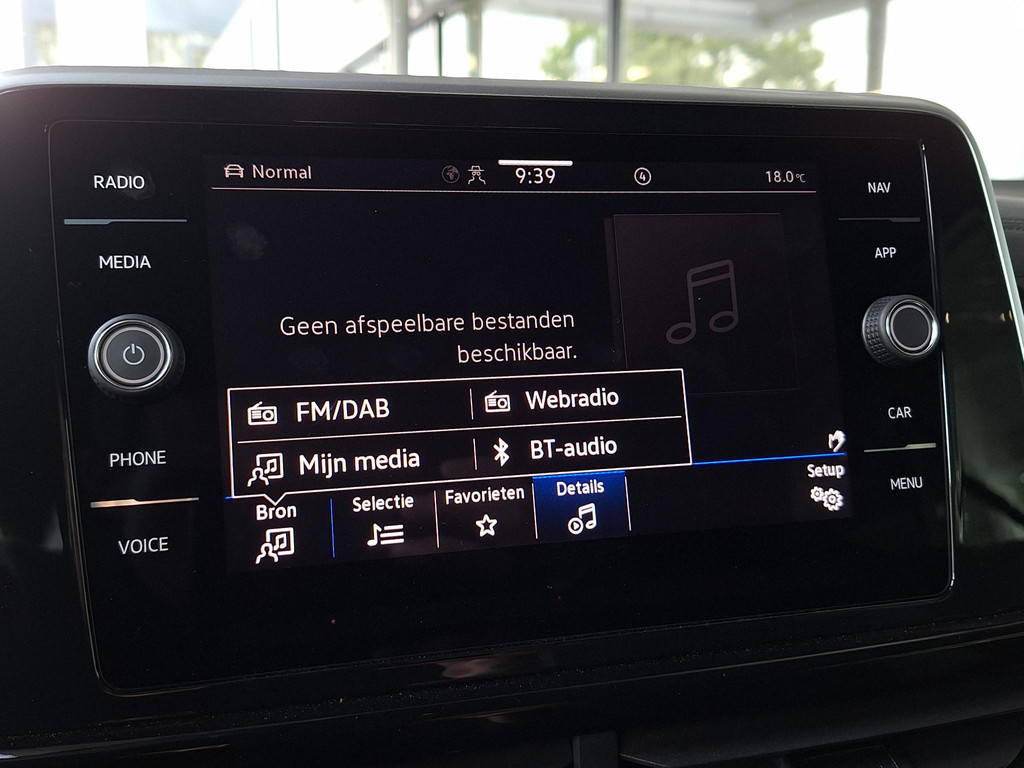 RADIO
MEDIA
PHONE
VOICE
Normal
9:39
4
18.0°C
Geen afspeelbare bestanden
beschikbaar.
FM/DAB
Webradio
Mijn media
BT-audio
Bron
Selectie
Favorieten
Details
Setup
NAV
APP
CAR
MENU